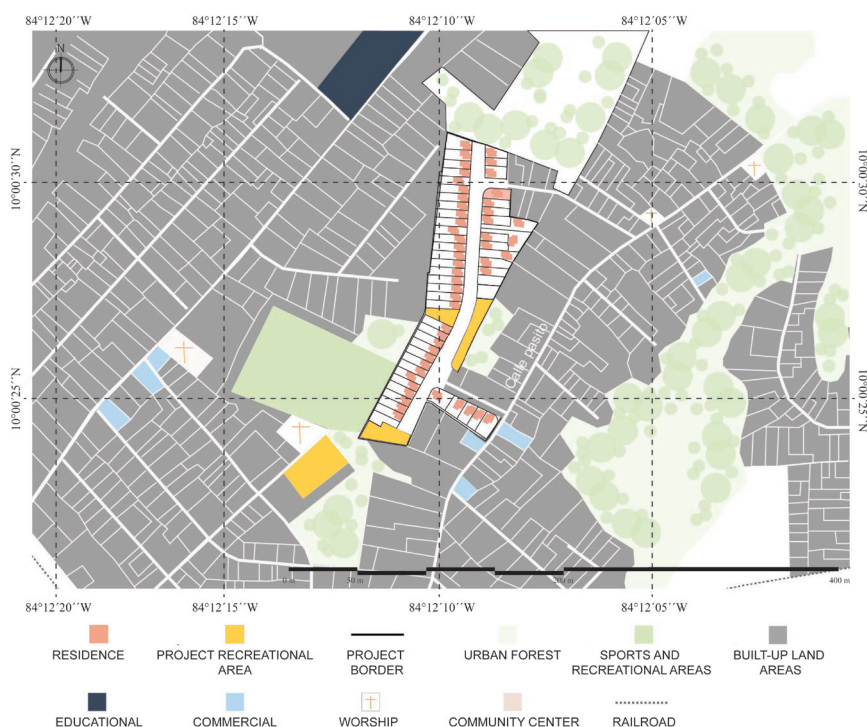 84°12'20''W 84°12'15''W 84°12'10''W 84°12'05''W
N
10°00'30''N 10°00'30''N
Calle pasito
10°00'25''N 10°00'25''N
0 m 50 m 200 m 400 m
84°12'20''W 84°12'15''W 84°12'10''W 84°12'05''W
RESIDENCE PROJECT RECREATIONAL AREA PROJECT BORDER URBAN FOREST SPORTS AND RECREATIONAL AREAS BUILT-UP LAND AREAS
EDUCATIONAL COMMERCIAL WORSHIP COMMUNITY CENTER RAILROAD